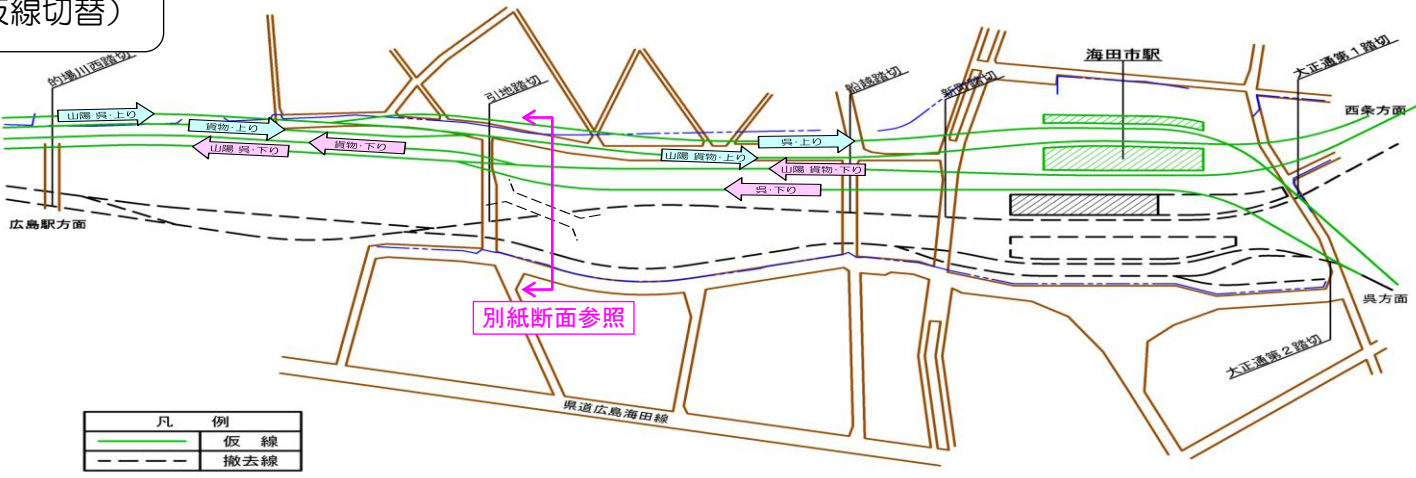 仮線切替）
的場川西踏切
引地踏切
船越踏切
新町踏切
海田市駅
大正通第１踏切
西条方面
山陽 呉・上り
貨物・上り
山陽 呉・下り
貨物・下り
呉・上り
山陽 貨物・上り
山陽 貨物・下り
呉・下り
広島駅方面
別紙断面参照
呉方面
大正通第２踏切
県道広島海田線
凡　例
仮　線
撤去線